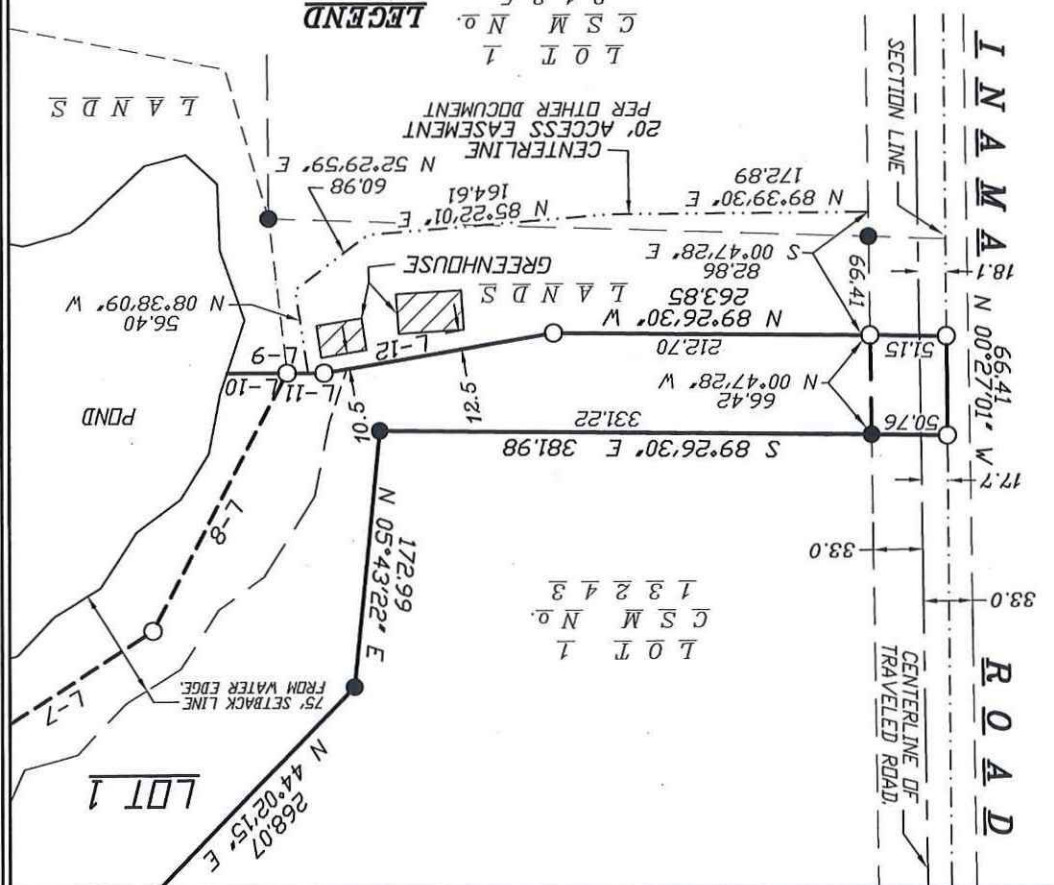 INAMA ROAD
SECTION LINE
CENTERLINE OF
TRAVELED ROAD.
33.0
33.0
17.7
18.1
N 00°27'01" W
66.41
50.76
51.15
S 89°26'30" E 381.98
331.22
N 00°47'28" W
66.42
212.70
N 89°26'30" W
263.85
S 00°47'28" E
82.86
66.41
N 89°39'30" E
172.89
N 85°22'01" E
164.61
N 52°29'59" E
60.98
N 08°38'09" W
56.40
CENTERLINE
20' ACCESS EASEMENT
PER OTHER DOCUMENT
GREENHOUSE
LANDS
LANDS
LOT 1
CSM No.
13243
LOT 1
CSM No.
LEGEND
LOT 1
N 44°02'15" E
268.07
N 05°43'22" E
172.99
75' SETBACK LINE
FROM WATER EDGE.
POND
L-7
L-8
L-9
L-10
L-11
L-12
10.5
12.5